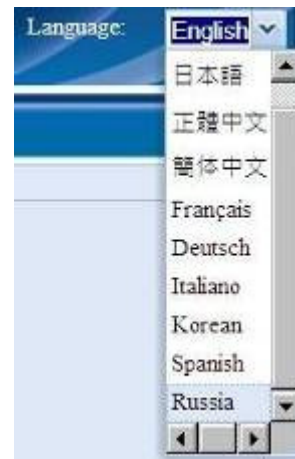 Language: English
日本語
正體中文
簡体中文
Français
Deutsch
Italiano
Korean
Spanish
Russia